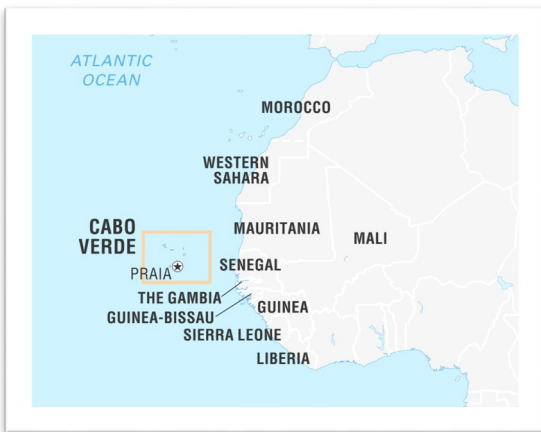 ATLANTIC
OCEAN
MOROCCO
WESTERN
SAHARA
CABO
VERDE
MAURITANIA
MALI
PRAIA
SENEGAL
THE GAMBIA
GUINEA-BISSAU
GUINEA
SIERRA LEONE
LIBERIA